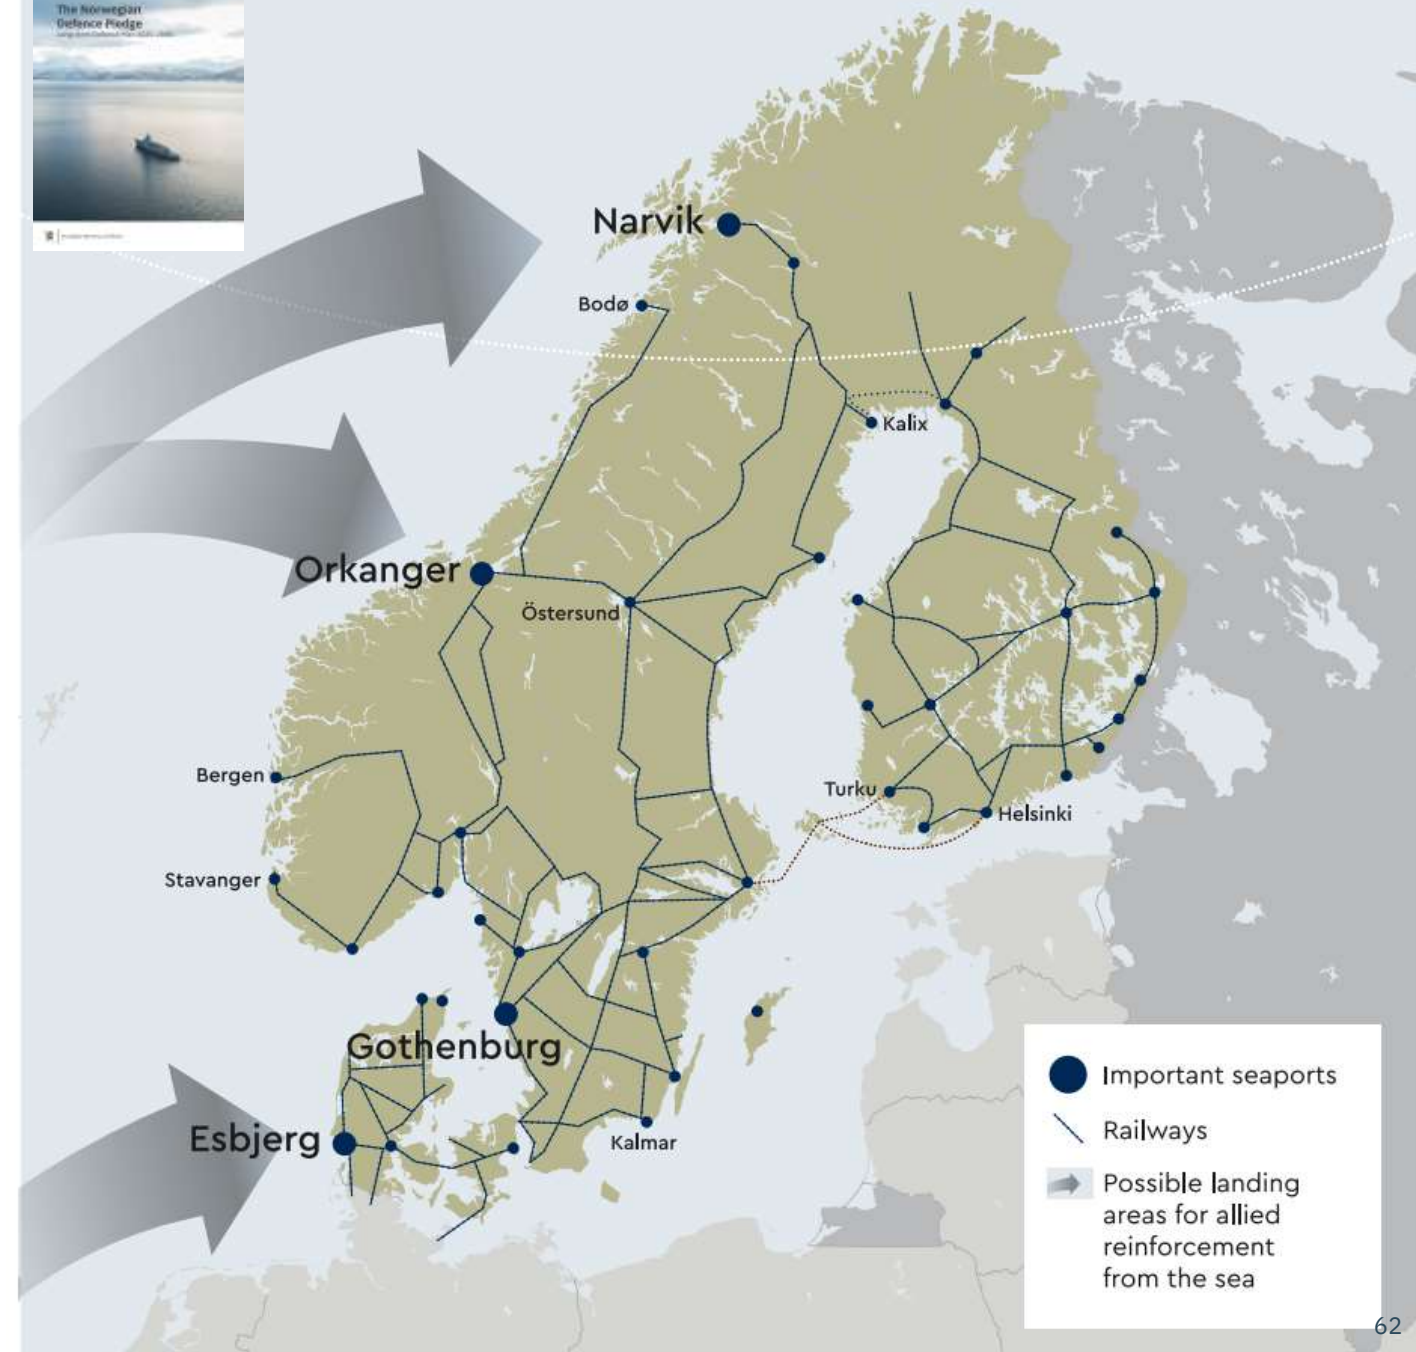 The Norwegian
Defence Pledge
Narvik
Bodø
Kalix
Orkanger
Östersund
Bergen
Turku
Helsinki
Stavanger
Gothenburg
Esbjerg
Kalmar
Important seaports
Railways
Possible landing
areas for allied
reinforcement
from the sea
62